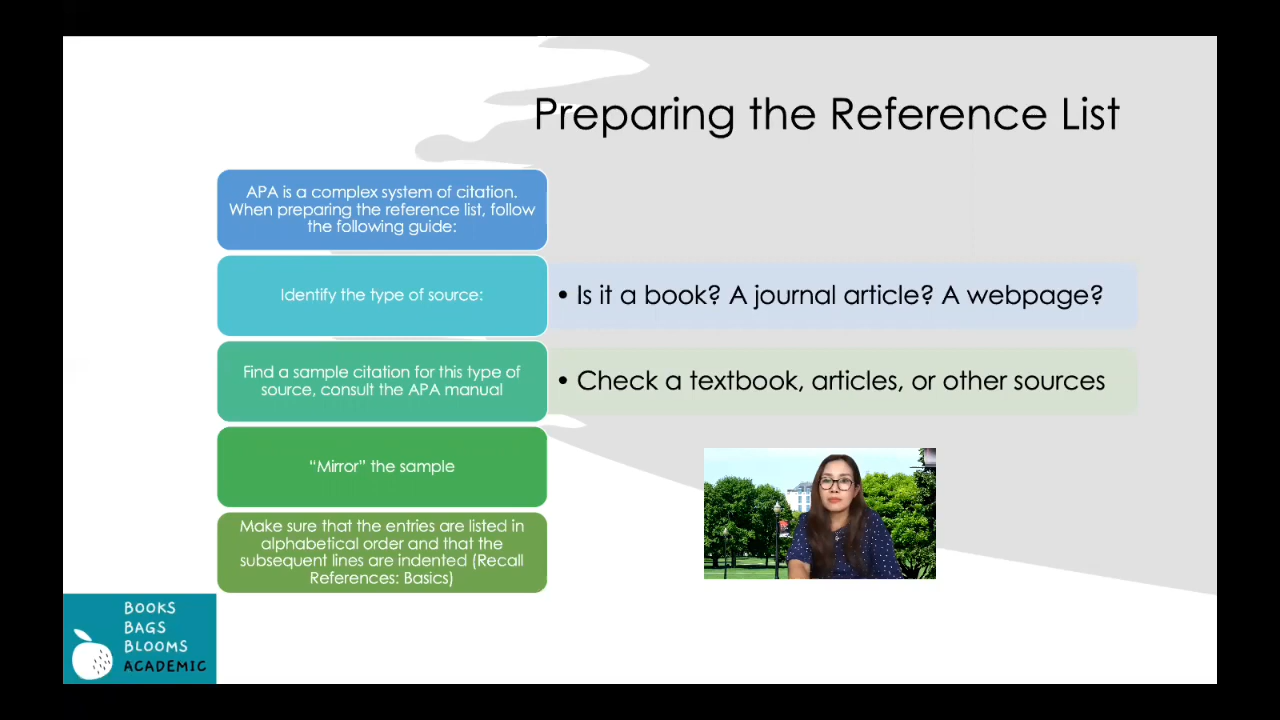 Preparing the Reference List
APA is a complex system of citation.
When preparing the reference list, follow
the following guide:
Identify the type of source:
• Is it a book? A journal article? A webpage?
Find a sample citation for this type of
source, consult the APA manual
• Check a textbook, articles, or other sources
“Mirror” the sample
Make sure that the entries are listed in
alphabetical order and that the
subsequent lines are indented (Recall
References: Basics)
BOOKS
BAGS
BLOOMS
ACADEMIC